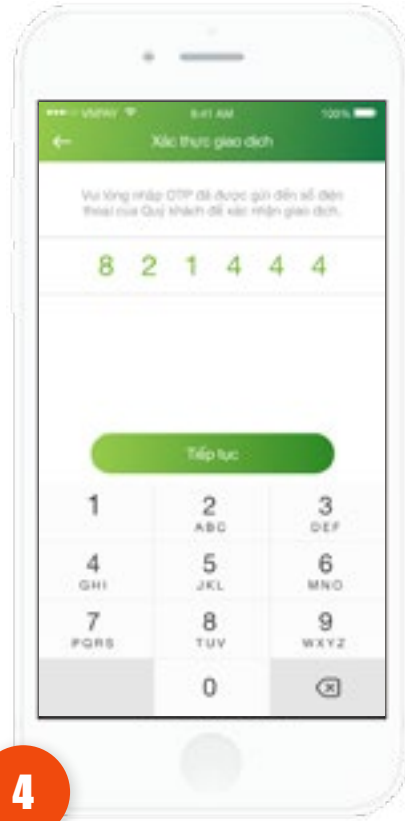 VNPAY 9:41 AM 100%
Xác thực giao dịch
Vui lòng nhập OTP đã được gửi đến số điện
thoại của Quý khách để xác nhận giao dịch.
8 2 1 4 4 4
Tiếp tục
1 2 3
ABC DEF
4 5 6
GHI JKL MNO
7 8 9
PQRS TUV WXYZ
0
4